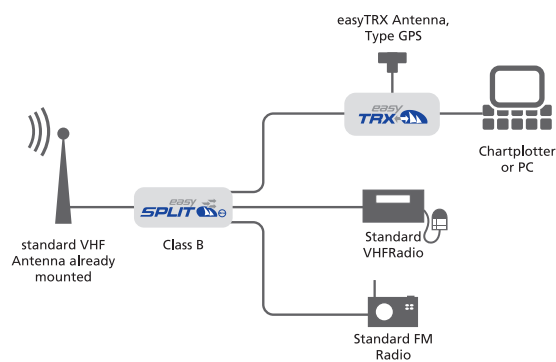 easyTRX Antenna,
Type GPS
easy
TRX
Chartplotter
or PC
easy
SPLIT
Class B
standard VHF
Antenna already
mounted
Standard
VHFRadio
Standard FM
Radio